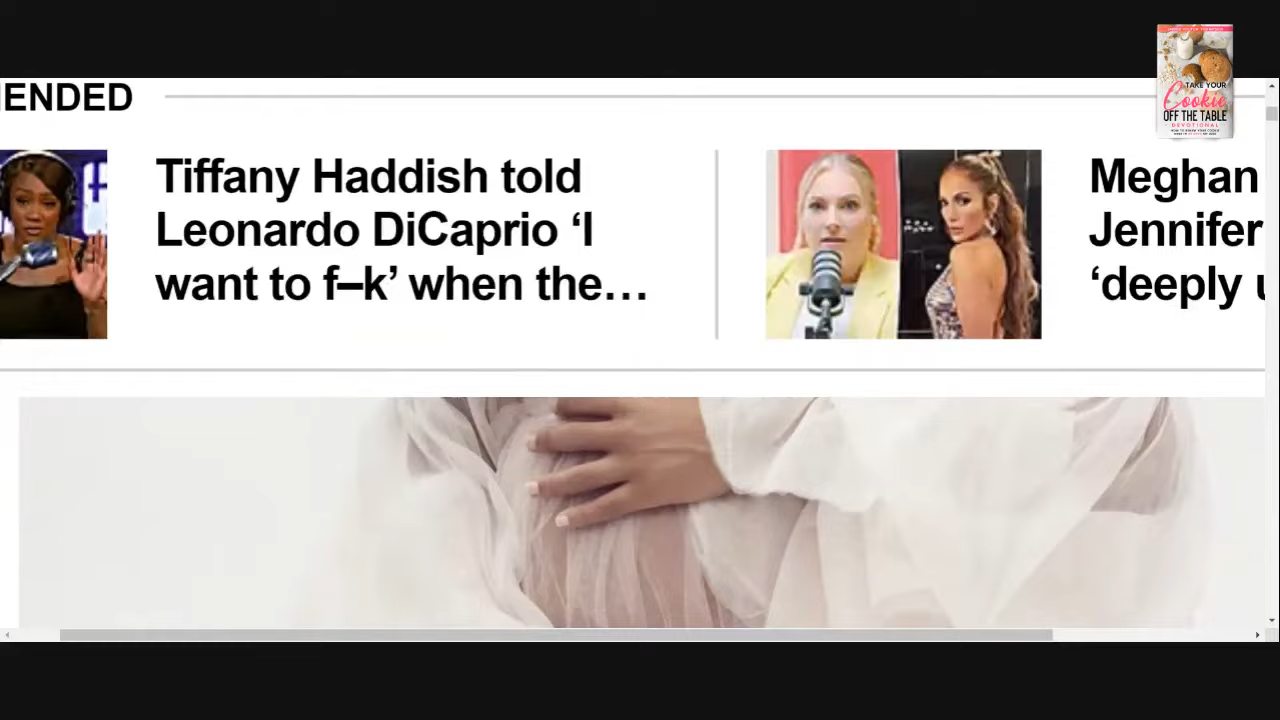 ENDED
Tiffany Haddish told
Leonardo DiCaprio ‘I
want to f–k’ when the…
Meghan
Jennifer
‘deeply
TAKE YOUR
Cookie
OFF THE TABLE
DEVOTIONAL